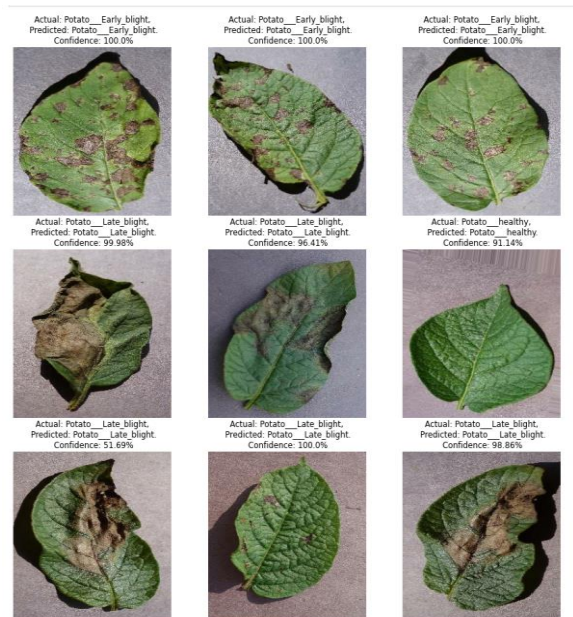 Actual: Potato___Early_blight,
Predicted: Potato___Early_blight.
Confidence: 100.0%
Actual: Potato___Early_blight,
Predicted: Potato___Early_blight.
Confidence: 100.0%
Actual: Potato___Early_blight,
Predicted: Potato___Early_blight.
Confidence: 100.0%
Actual: Potato___Late_blight,
Predicted: Potato___Late_blight.
Confidence: 99.98%
Actual: Potato___Late_blight,
Predicted: Potato___Late_blight.
Confidence: 96.41%
Actual: Potato___healthy,
Predicted: Potato___healthy.
Confidence: 91.14%
Actual: Potato___Late_blight,
Predicted: Potato___Late_blight.
Confidence: 51.69%
Actual: Potato___Late_blight,
Predicted: Potato___Late_blight.
Confidence: 100.0%
Actual: Potato___Late_blight,
Predicted: Potato___Late_blight.
Confidence: 98.86%